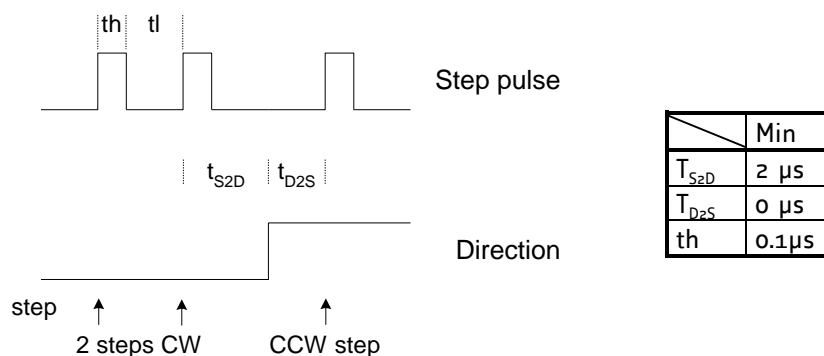 th tl
Step pulse
tS2D tD2S
Direction
step
2 steps CW CCW step
Min
TS2D 2 µs
TD2S 0 µs
th 0.1µs